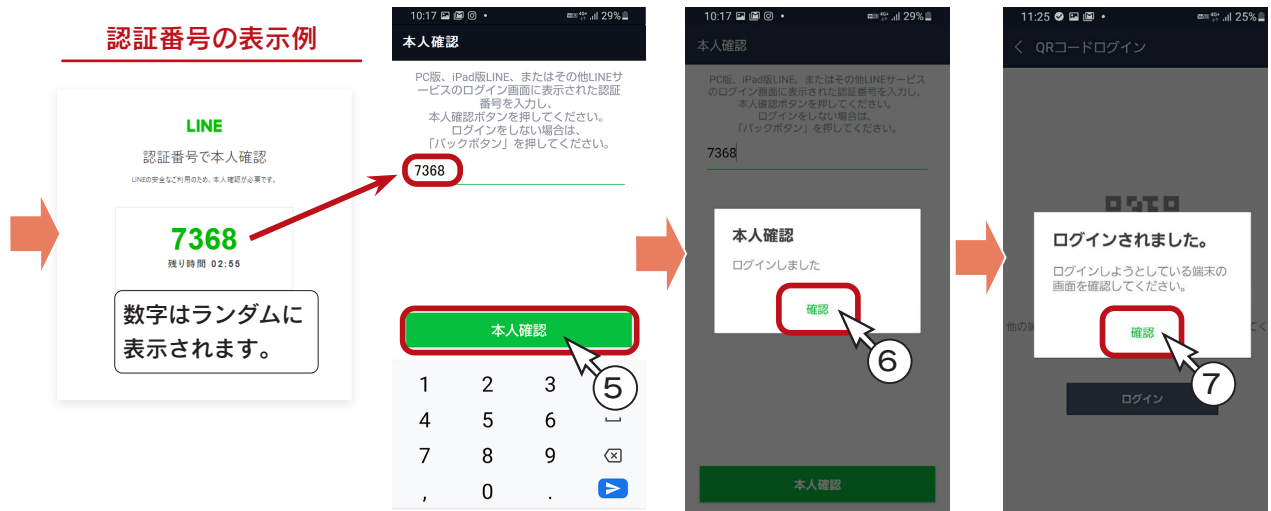 認証番号の表示例
LINE
認証番号で本人確認
LINEの安全なご利用のため、本人確認が必要です。
7368
残り時間 02:55
数字はランダムに
表示されます。
10:17
29%
本人確認
PC版、iPad版LINE、またはその他LINEサ
ービスのログイン画面に表示された認証
番号を入力し、
本人確認ボタンを押してください。
ログインをしない場合は、
「バックボタン」を押してください。
7368
本人確認
⑤
1 2 3
4 5 6
7 8 9
, 0 .
10:17
29%
本人確認
PC版、iPad版LINE、またはその他LINEサービス
のログイン画面に表示された認証番号を入力し、
本人確認ボタンを押してください。
ログインをしない場合は、
「バックボタン」を押してください。
7368
本人確認
ログインしました
確認
⑥
本人確認
11:25
25%
QRコードログイン
ログインされました。
ログインしようとしている端末の
画面を確認してください。
他の
てく
確認
⑦
ログイン